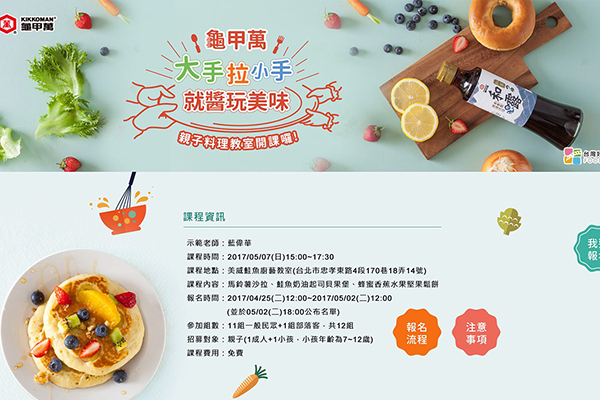 KIKKOMAN®
龜甲萬
龜甲萬
大手拉小手
就醬玩美味
親子料理教室開課囉!
和露
課程資訊
示範老師:藍偉華
課程時間:2017/05/07(日)15:00~17:30
課程地點:美威鮭魚廚藝教室(台北市忠孝東路4段170巷18弄14號)
課程內容:馬鈴薯沙拉、鮭魚奶油起司貝果堡、蜂蜜香蕉水果堅果鬆餅
報名時間:2017/04/25(二)12:00~2017/05/02(二)12:00
(並於05/02(二)18:00公布名單)
參加組數:11組一般民眾+1組部落客,共12組
招募對象:親子(1成人+1小孩,小孩年齡為7~12歲)
課程費用:免費
報名
流程
注意
事項